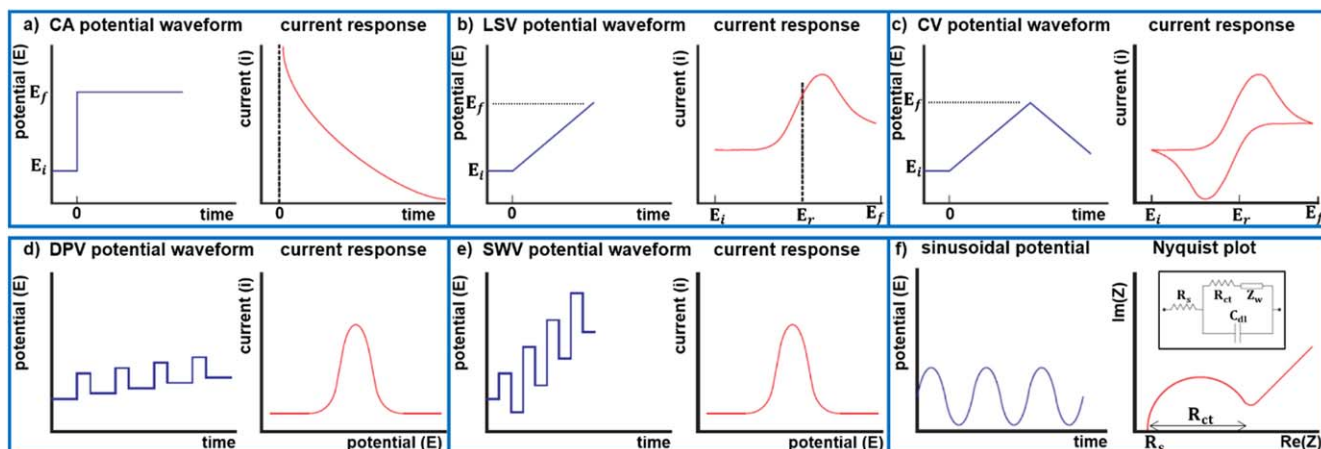 a) CA potential waveform
current response
potential (E)
E_f
E_i
0
time
current (i)
0
time
b) LSV potential waveform
current response
potential (E)
E_f
E_i
0
time
current (i)
E_i
E_r
E_f
c) CV potential waveform
current response
potential (E)
E_f
E_i
0
time
current (i)
E_i
E_r
E_f
d) DPV potential waveform
current response
potential (E)
time
current (i)
potential (E)
e) SWV potential waveform
current response
potential (E)
time
current (i)
potential (E)
f) sinusoidal potential
Nyquist plot
potential (E)
time
Im(Z)
R_s
R_ct
Z_w
C_dl
R_ct
R_s
Re(Z)